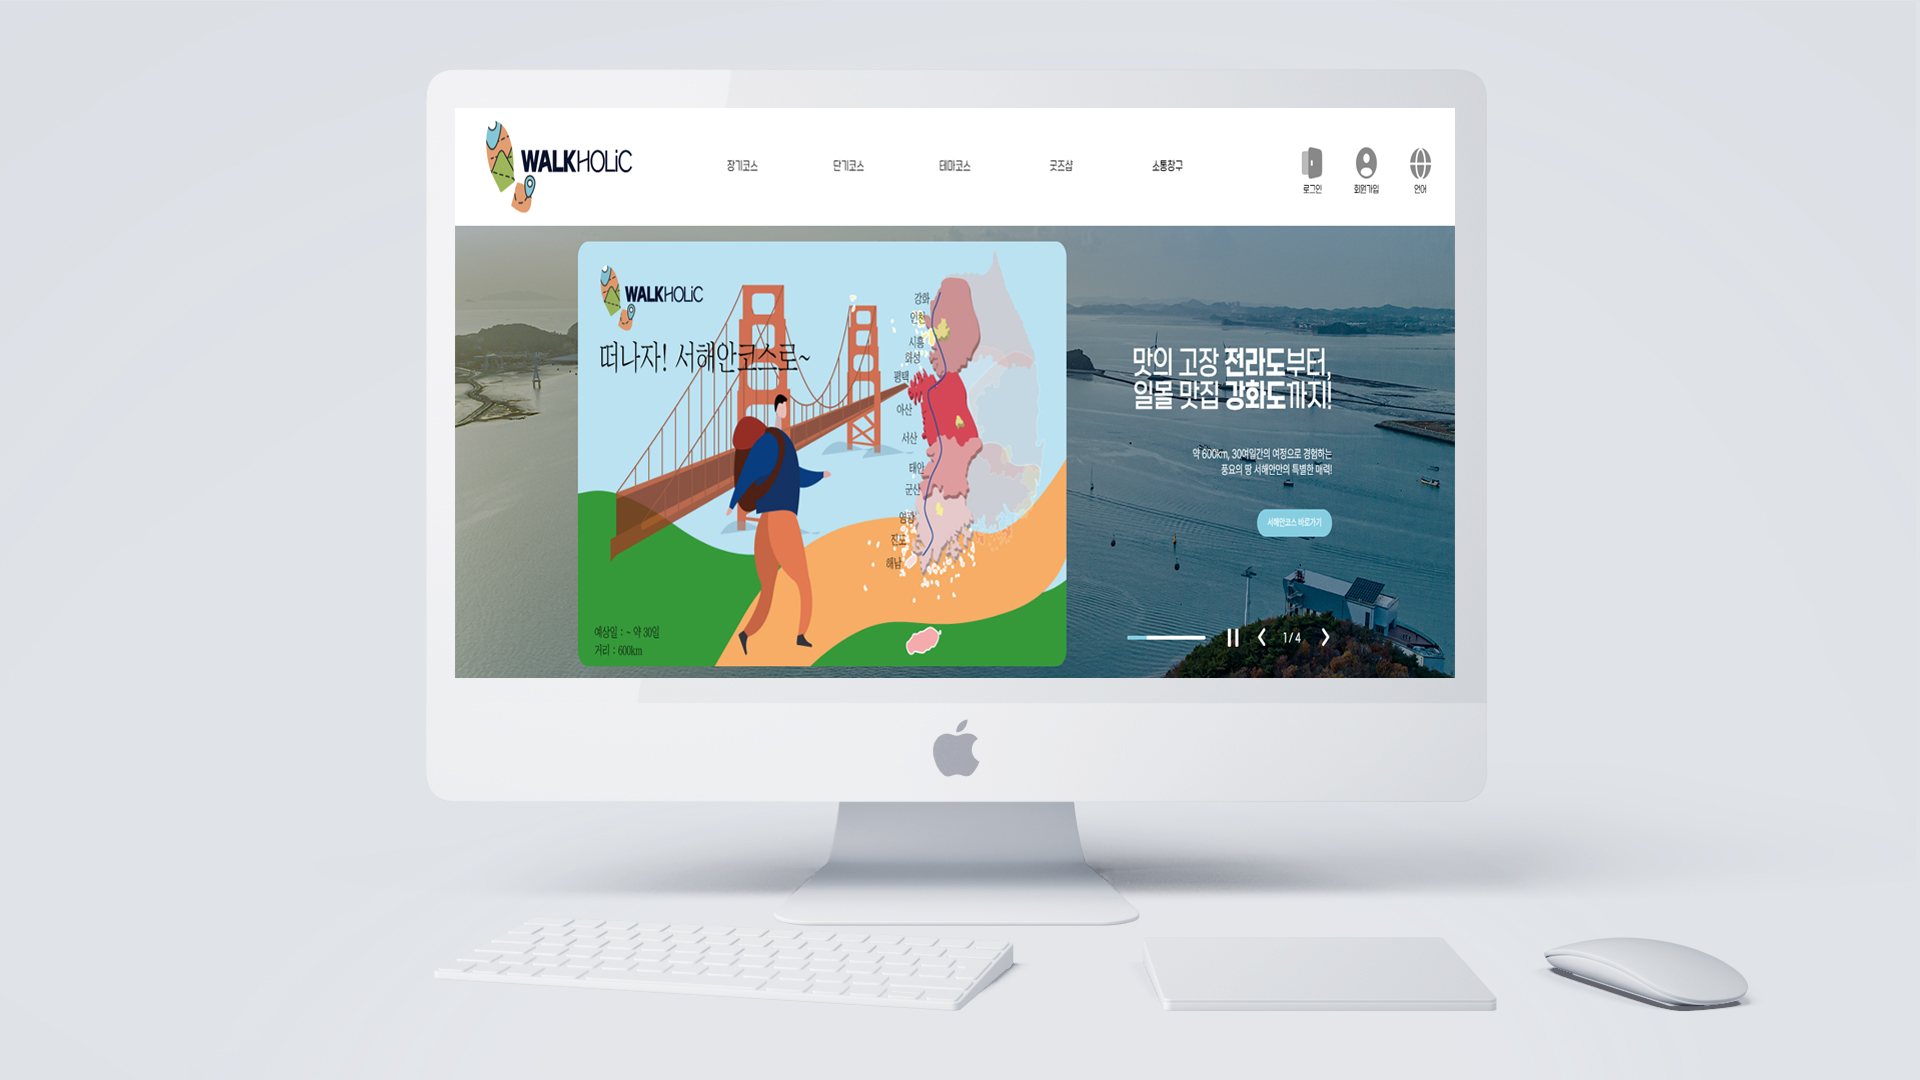 WALKHOLiC
장기코스
단기코스
테마코스
굿즈샵
소통창구
로그인
회원가입
언어
WALKHOLiC
떠나자! 서해안코스로~
강화
인천
시흥
화성
평택
아산
서산
태안
군산
영광
진도
해남
예상일 : ~ 약 30일
거리 : 600km
맛의 고장 전라도부터,
일몰 맛집 강화도까지!
약 600km, 30여일간의 여정으로 경험하는
풍요의 땅 서해안만의 특별한 매력!
서해안코스 바로가기
1/4